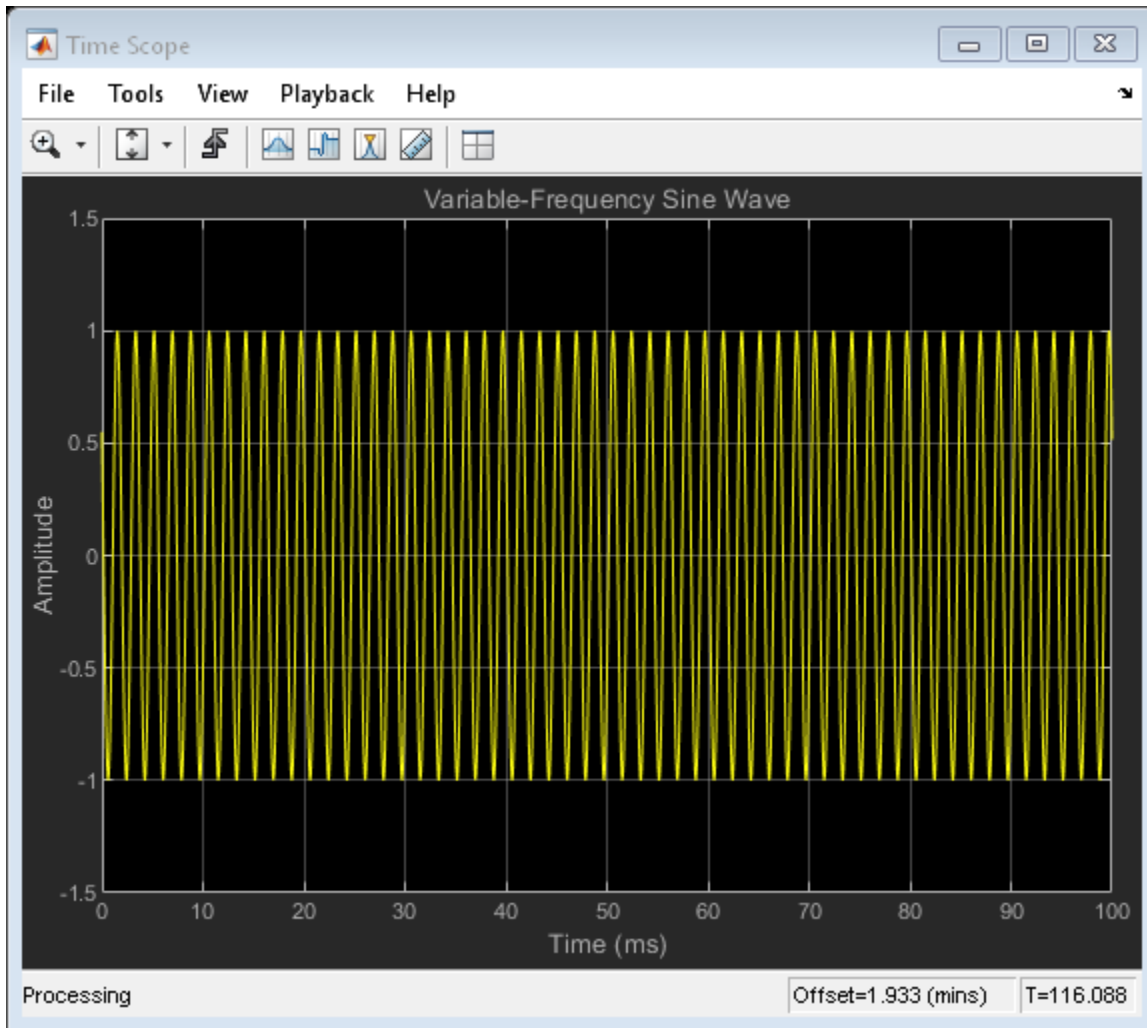 Time Scope
File Tools View Playback Help
Variable-Frequency Sine Wave
1.5
1
0.5
0
-0.5
-1
-1.5
Amplitude
0 10 20 30 40 50 60 70 80 90 100
Time (ms)
Processing Offset=1.933 (mins) T=116.088